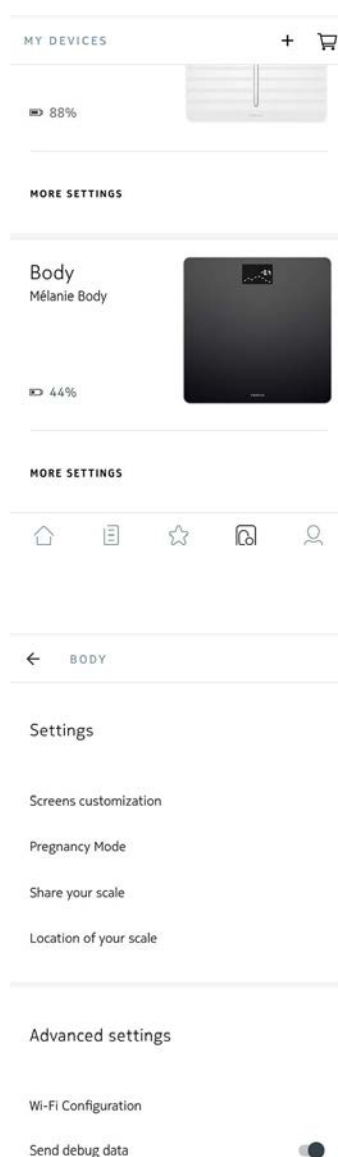 MY DEVICES
88%
MORE SETTINGS
Body
Mélanie Body
44%
MORE SETTINGS
BODY
Settings
Screens customization
Pregnancy Mode
Share your scale
Location of your scale
Advanced settings
Wi-Fi Configuration
Send debug data